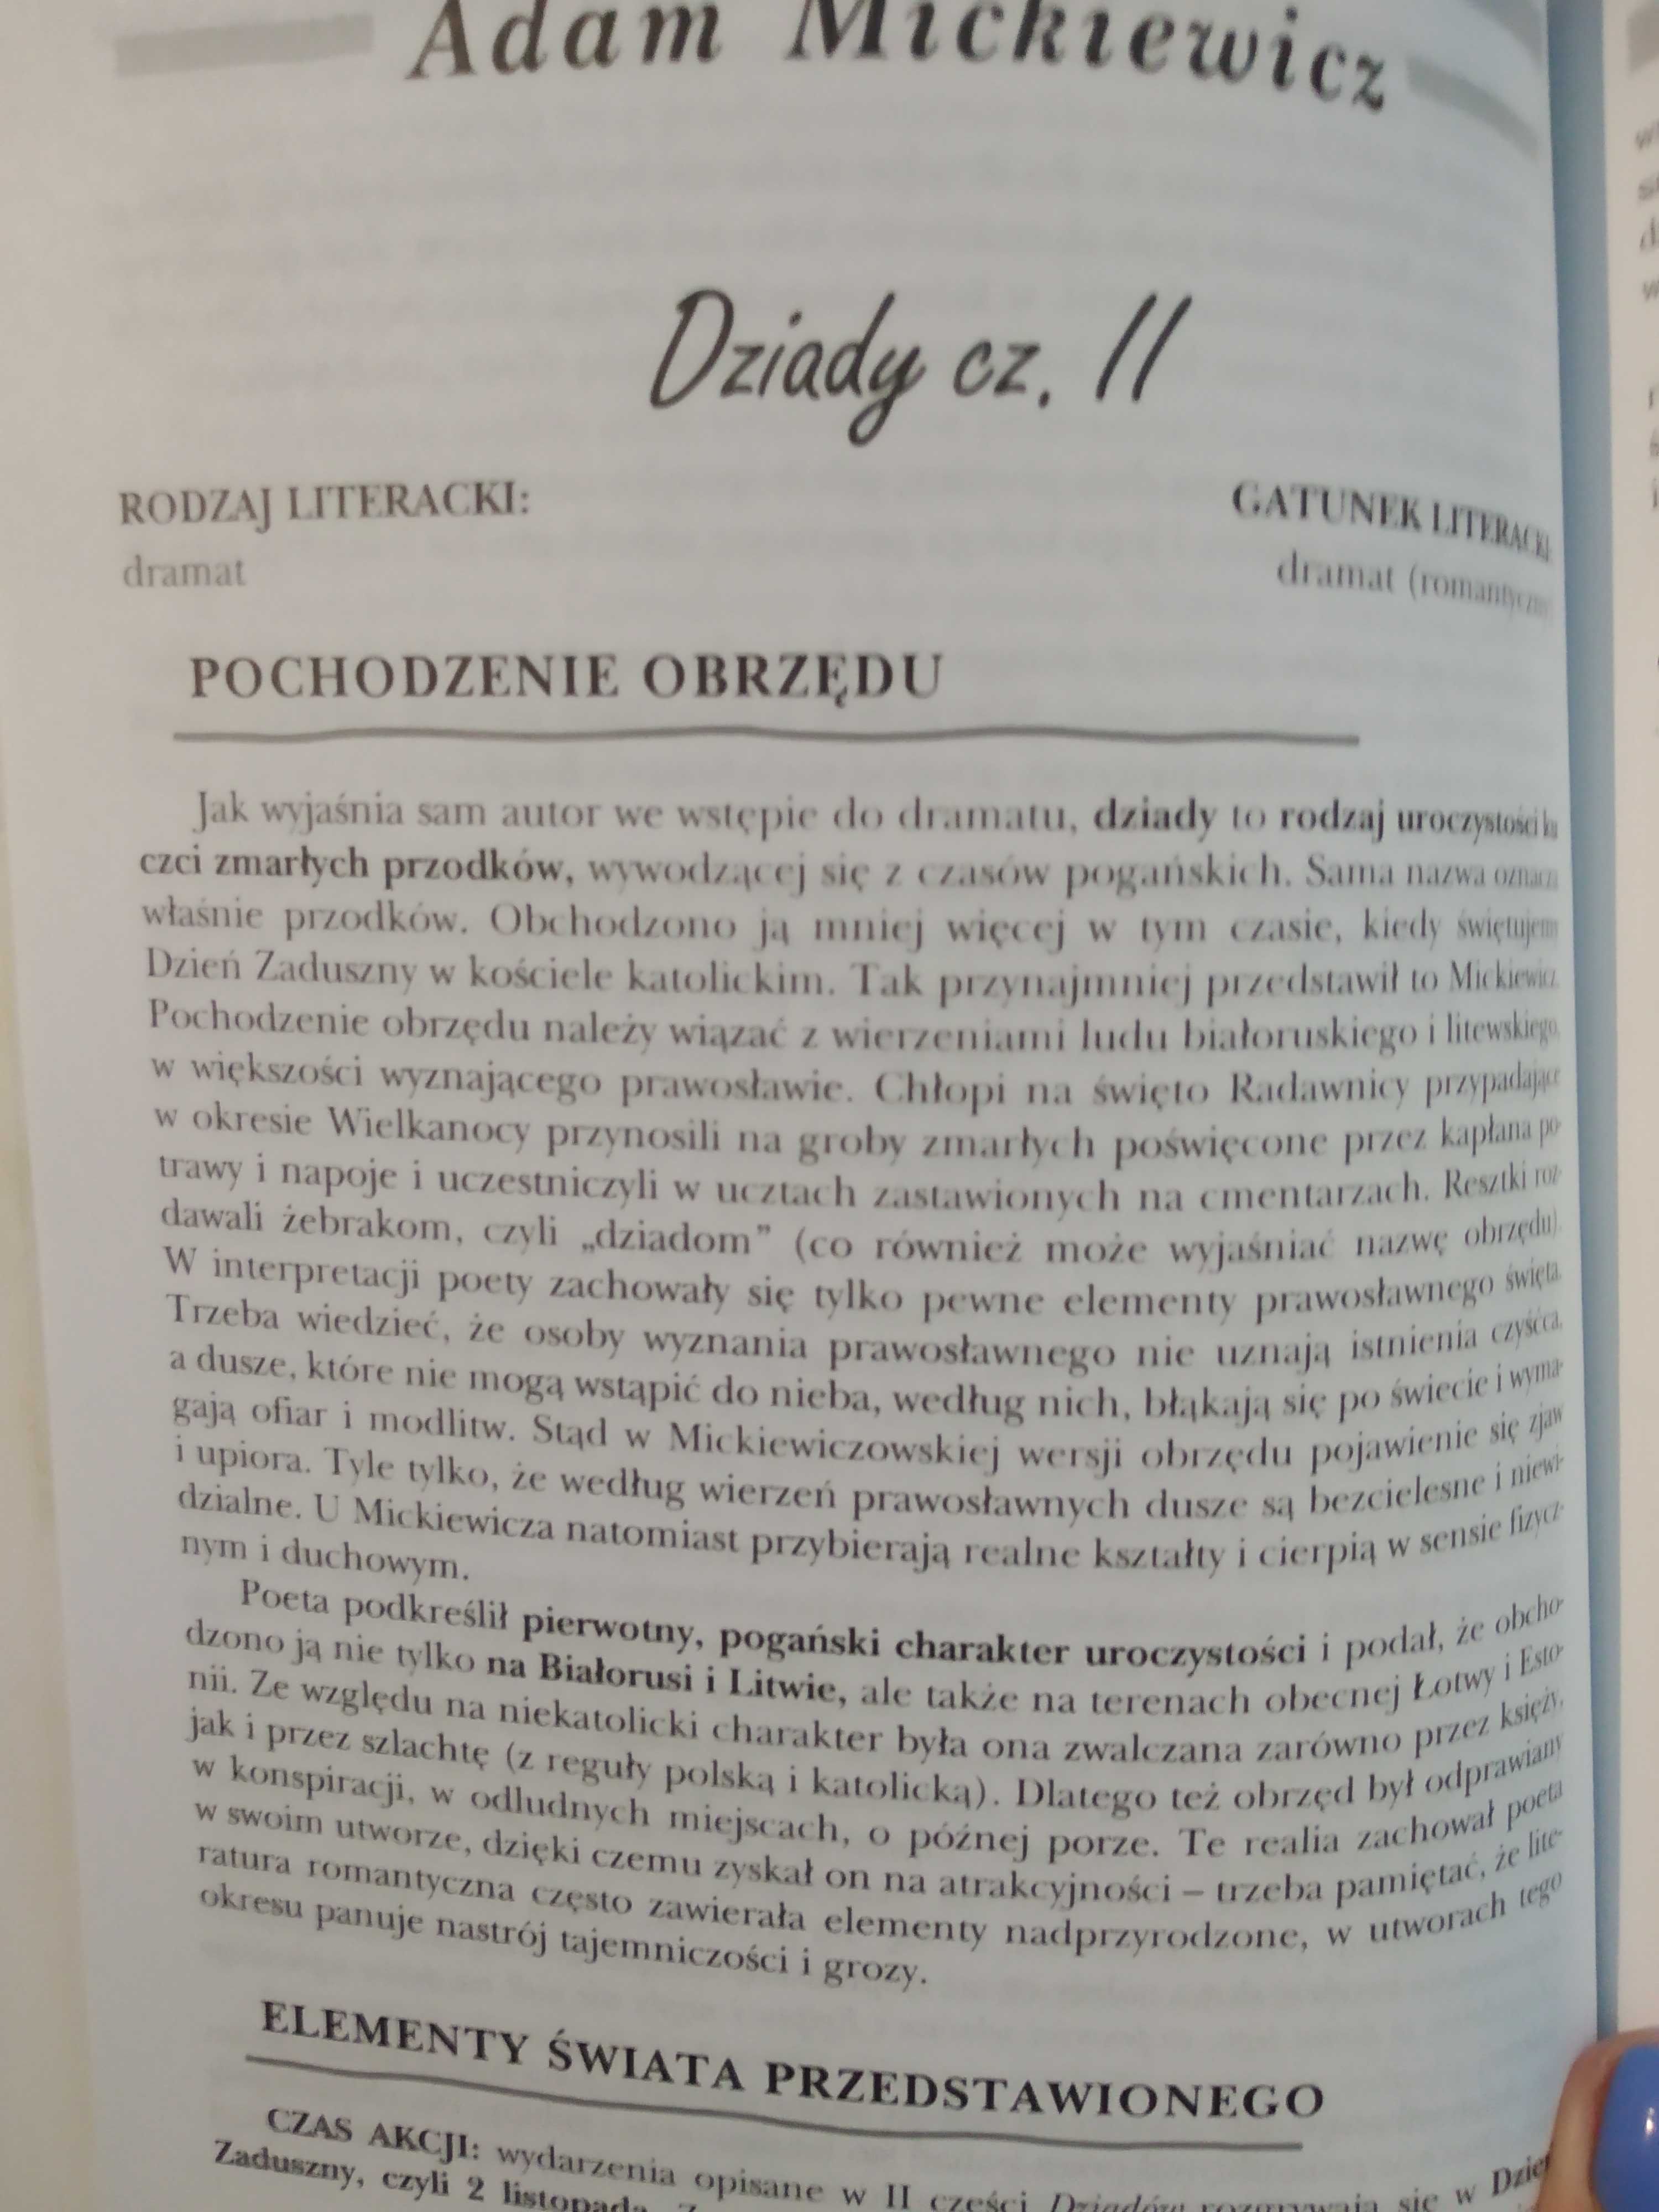 Adam Mickiewicz
Dziady cz. II
RODZAJ LITERACKI:
GATUNEK LITERACKI
dramat
dramat (romantyczny
POCHODZENIE OBRZĘDU
Jak wyjaśnia sam autor we wstępie do dramatu, dziady to rodzaj uroczystości ku
czci zmarłych przodków, wywodzącej się z czasów pogańskich. Sama nazwa oznacza
właśnie przodków. Obchodzono ją mniej więcej w tym czasie, kiedy świętujemy
Dzień Zaduszny w kościele katolickim. Tak przynajmniej przedstawił to Mickiewicz.
Pochodzenie obrzędu należy wiązać z wierzeniami ludu białoruskiego i litewskiego,
w większości wyznającego prawosławie. Chłopi na święto Radawnicy przypadające
w okresie Wielkanocy przynosili na groby zmarłych poświęcone przez kapłana po-
trawy i napoje i uczestniczyli w ucztach zastawionych na cmentarzach. Resztki roz-
dawali żebrakom, czyli „dziadom” (co również może wyjaśniać nazwę obrzędu).
W interpretacji poety zachowały się tylko pewne elementy prawosławnego święta.
Trzeba wiedzieć, że osoby wyznania prawosławnego nie uznają istnienia czyśćca,
a dusze, które nie mogą wstąpić do nieba, według nich, błąkają się po świecie i wyma-
gają ofiar i modlitw. Stąd w Mickiewiczowskiej wersji obrzędu pojawienie się zjaw
i upiora. Tyle tylko, że według wierzeń prawosławnych dusze są bezcielesne i niewi-
dzialne. U Mickiewicza natomiast przybierają realne kształty i cierpią w sensie fizycz-
nym i duchowym.
Poeta podkreślił pierwotny, pogański charakter uroczystości i podał, że obcho-
dzono ją nie tylko na Białorusi i Litwie, ale także na terenach obecnej Łotwy i Esto-
nii. Ze względu na niekatolicki charakter była ona zwalczana zarówno przez księży,
jak i przez szlachtę (z reguły polską i katolicką). Dlatego też obrzęd był odprawiany
w konspiracji, w odludnych miejscach, o późnej porze. Te realia zachował poeta
w swoim utworze, dzięki czemu zyskał on na atrakcyjności – trzeba pamiętać, że lite-
ratura romantyczna często zawierała elementy nadprzyrodzone, w utworach tego
okresu panuje nastrój tajemniczości i grozy.
ELEMENTY ŚWIATA PRZEDSTAWIONEGO
CZAS AKCJI: wydarzenia opisane w II części Dziadów rozgrywają się w Dzień
Zaduszny, czyli 2 listopada.